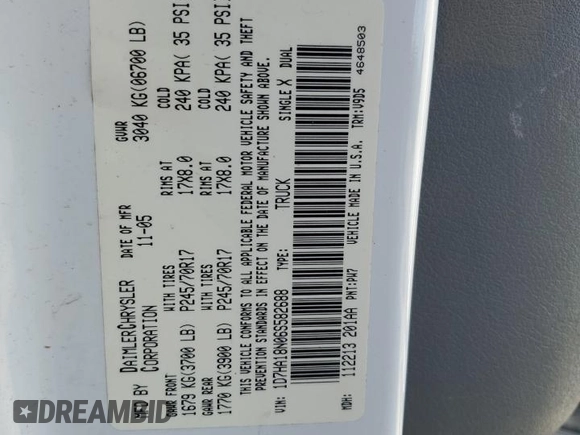 MFD BY DAIMLERCHRYSLER CORPORATION
DATE OF MFR 11-05
GVWR 3040 KG(06700 LB)
GAWR FRONT WITH TIRES RIMS AT COLD
1679 KG(3700 LB) P245/70R17 17X8.0 240 KPA( 35 PSI
GAWR REAR WITH TIRES RIMS AT COLD
1770 KG(3900 LB) P245/70R17 17X8.0 240 KPA( 35 PSI
THIS VEHICLE CONFORMS TO ALL APPLICABLE FEDERAL MOTOR VEHICLE SAFETY AND THEFT
PREVENTION STANDARDS IN EFFECT ON THE DATE OF MANUFACTURE SHOWN ABOVE.
VIN: 1D7HA18N06S582688 TYPE: TRUCK SINGLE X DUAL
MDH: 112213 201AA PNT:PW7 VEHICLE MADE IN U.S.A. TRM:V9D5
4648503
DREAMBID